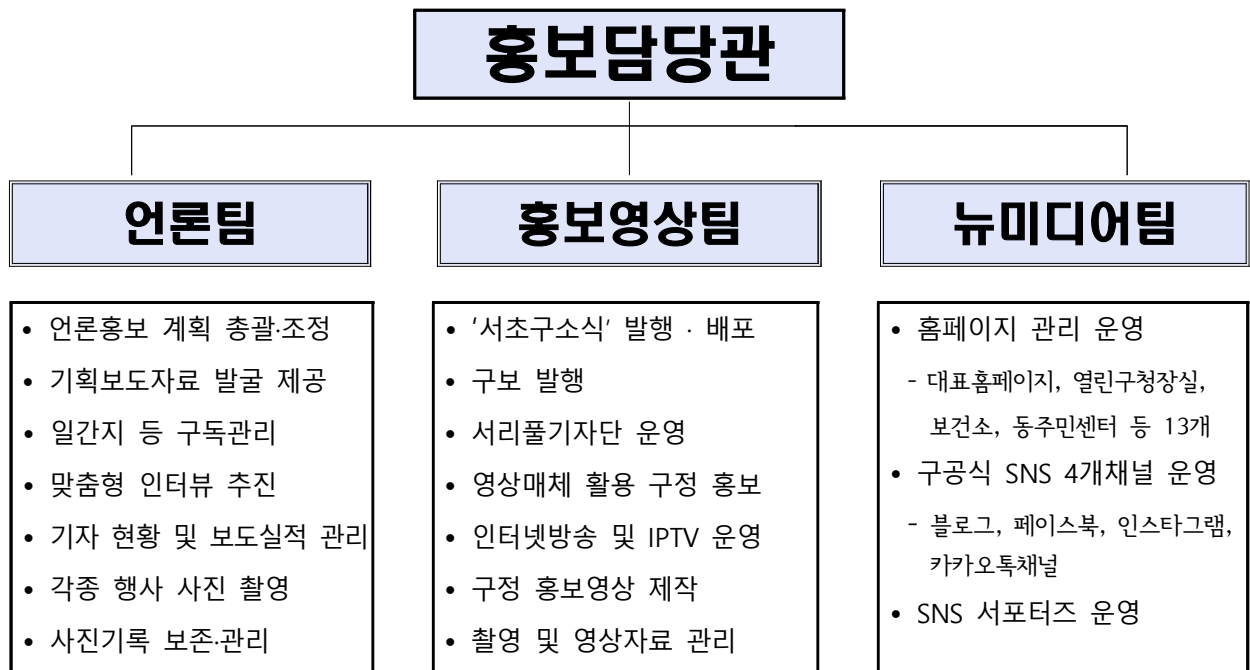 홍보담당관
언론팀
• 언론홍보 계획 총괄·조정
• 기획보도자료 발굴 제공
• 일간지 등 구독관리
• 맞춤형 인터뷰 추진
• 기자 현황 및 보도실적 관리
• 각종 행사 사진 촬영
• 사진기록 보존·관리
홍보영상팀
• '서초구소식' 발행 · 배포
• 구보 발행
• 서리풀기자단 운영
• 영상매체 활용 구정 홍보
• 인터넷방송 및 IPTV 운영
• 구정 홍보영상 제작
• 촬영 및 영상자료 관리
뉴미디어팀
• 홈페이지 관리 운영
- 대표홈페이지, 열린구청장실,
보건소, 동주민센터 등 13개
• 구공식 SNS 4개채널 운영
- 블로그, 페이스북, 인스타그램,
카카오톡채널
• SNS 서포터즈 운영